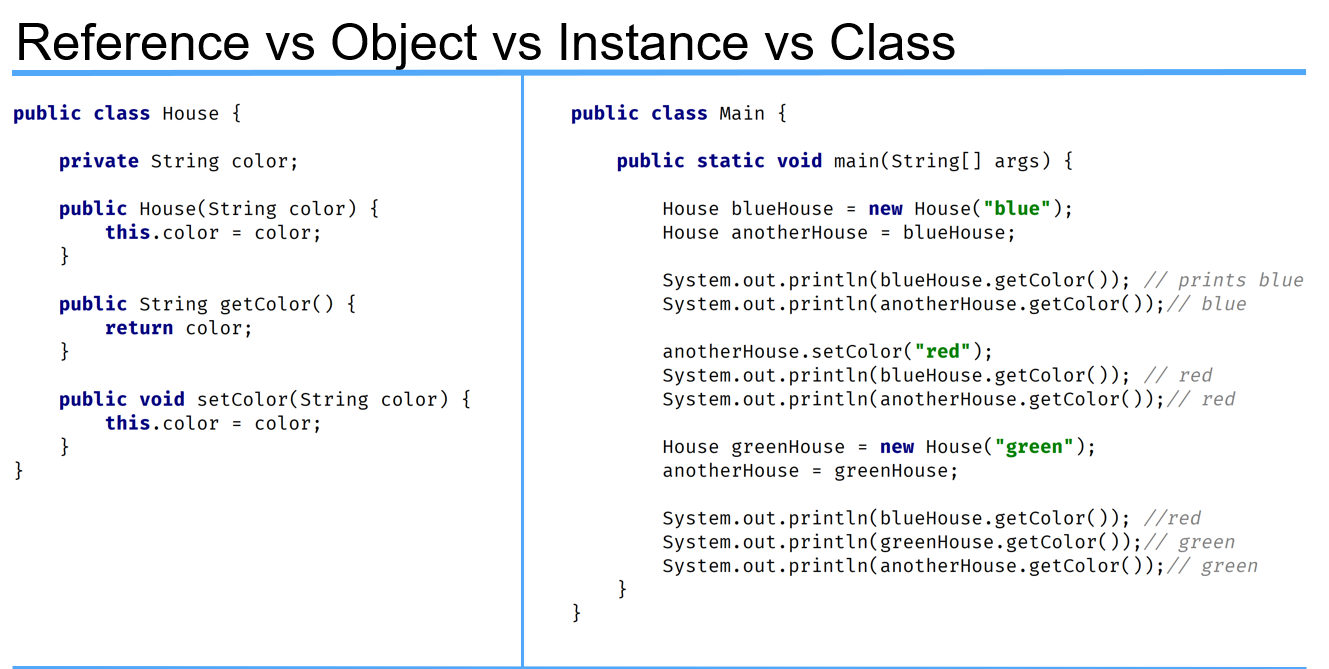 Reference vs Object vs Instance vs Class
public class House {
private String color;
public House(String color) {
this.color = color;
}
public String getColor() {
return color;
}
public void setColor(String color) {
this.color = color;
}
}
public class Main {
public static void main(String[] args) {
House blueHouse = new House("blue");
House anotherHouse = blueHouse;
System.out.println(blueHouse.getColor()); // prints blue
System.out.println(anotherHouse.getColor());// blue
anotherHouse.setColor("red");
System.out.println(blueHouse.getColor()); // red
System.out.println(anotherHouse.getColor());// red
House greenHouse = new House("green");
anotherHouse = greenHouse;
System.out.println(blueHouse.getColor()); //red
System.out.println(greenHouse.getColor());// green
System.out.println(anotherHouse.getColor());// green
}
}